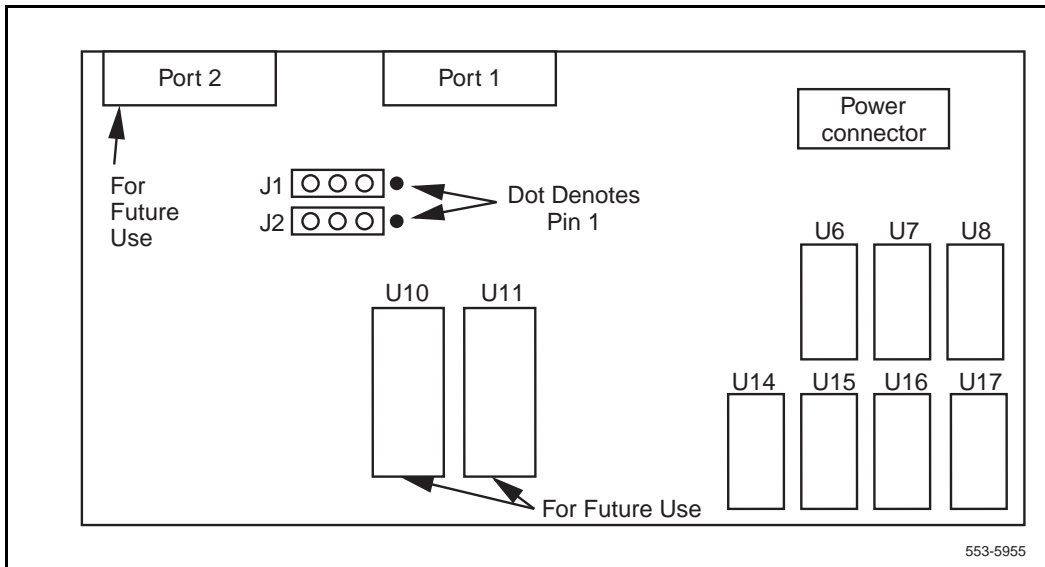 Port 2
Port 1
Power
connector
For
Future
Use
J1
J2
Dot Denotes
Pin 1
U6
U7
U8
U10
U11
U14
U15
U16
U17
For Future Use
553-5955